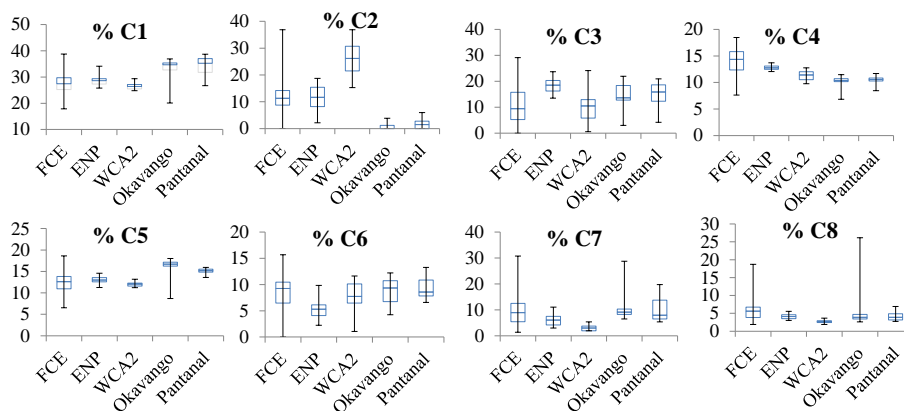 % C1
50
40
30
20
10
FCE
ENP
WCA2
Okavango
Pantanal
% C2
40
30
20
10
0
FCE
ENP
WCA2
Okavango
Pantanal
% C3
40
30
20
10
0
FCE
ENP
WCA2
Okavango
Pantanal
% C4
20
15
10
5
0
FCE
ENP
WCA2
Okavango
Pantanal
% C5
25
20
15
10
5
0
FCE
ENP
WCA2
Okavango
Pantanal
% C6
20
15
10
5
0
FCE
ENP
WCA2
Okavango
Pantanal
% C7
40
30
20
10
0
FCE
ENP
WCA2
Okavango
Pantanal
% C8
30
25
20
15
10
5
0
FCE
ENP
WCA2
Okavango
Pantanal